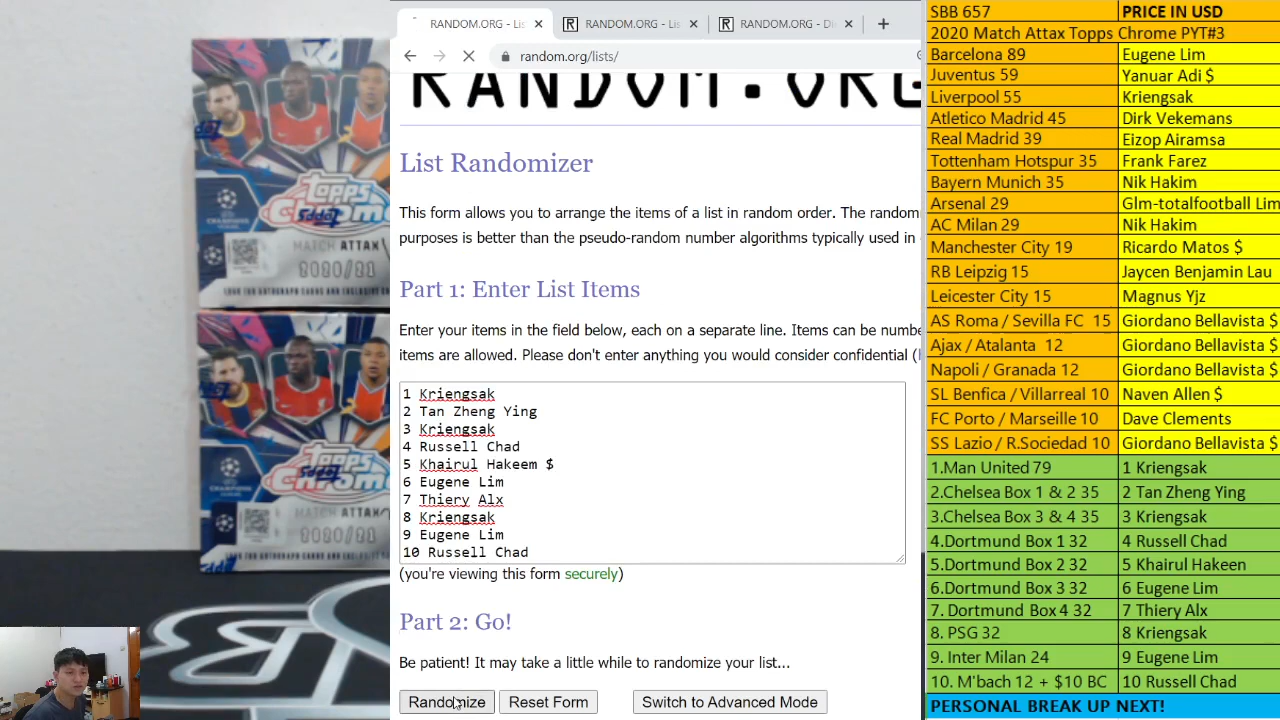 RANDOM.ORG - Lis
RANDOM.ORG - Lis
RANDOM.ORG - Di
random.org/lists/
RANDOM.ORG
List Randomizer
This form allows you to arrange the items of a list in random order. The random
purposes is better than the pseudo-random number algorithms typically used in
Part 1: Enter List Items
Enter your items in the field below, each on a separate line. Items can be numbe
items are allowed. Please don't enter anything you would consider confidential (
1 Kriengsak
2 Tan Zheng Ying
3 Kriengsak
4 Russell Chad
5 Khairul Hakeem $
6 Eugene Lim
7 Thiery Alx
8 Kriengsak
9 Eugene Lim
10 Russell Chad
(you're viewing this form securely)
Part 2: Go!
Be patient! It may take a little while to randomize your list...
Randomize
Reset Form
Switch to Advanced Mode
SBB 657 PRICE IN USD
2020 Match Attax Topps Chrome PYT#3
Barcelona 89 Eugene Lim
Juventus 59 Yanuar Adi $
Liverpool 55 Kriengsak
Atletico Madrid 45 Dirk Vekemans
Real Madrid 39 Eizop Airamsa
Tottenham Hotspur 35 Frank Farez
Bayern Munich 35 Nik Hakim
Arsenal 29 Glm-totalfootball Lim
AC Milan 29 Nik Hakim
Manchester City 19 Ricardo Matos $
RB Leipzig 15 Jaycen Benjamin Lau
Leicester City 15 Magnus Yjz
AS Roma / Sevilla FC 15 Giordano Bellavista $
Ajax / Atalanta 12 Giordano Bellavista $
Napoli / Granada 12 Giordano Bellavista $
SL Benfica / Villarreal 10 Naven Allen $
FC Porto / Marseille 10 Dave Clements
SS Lazio / R.Sociedad 10 Giordano Bellavista $
1.Man United 79 1 Kriengsak
2.Chelsea Box 1 & 2 35 2 Tan Zheng Ying
3.Chelsea Box 3 & 4 35 3 Kriengsak
4.Dortmund Box 1 32 4 Russell Chad
5.Dortmund Box 2 32 5 Khairul Hakeen
6.Dortmund Box 3 32 6 Eugene Lim
7. Dortmund Box 4 32 7 Thiery Alx
8. PSG 32 8 Kriengsak
9. Inter Milan 24 9 Eugene Lim
10. M'bach 12 + $10 BC 10 Russell Chad
PERSONAL BREAK UP NEXT!
topps
Chrome
MATCH ATTAX
2020/21
topps
Chrome
MATCH ATTAX
2020/21